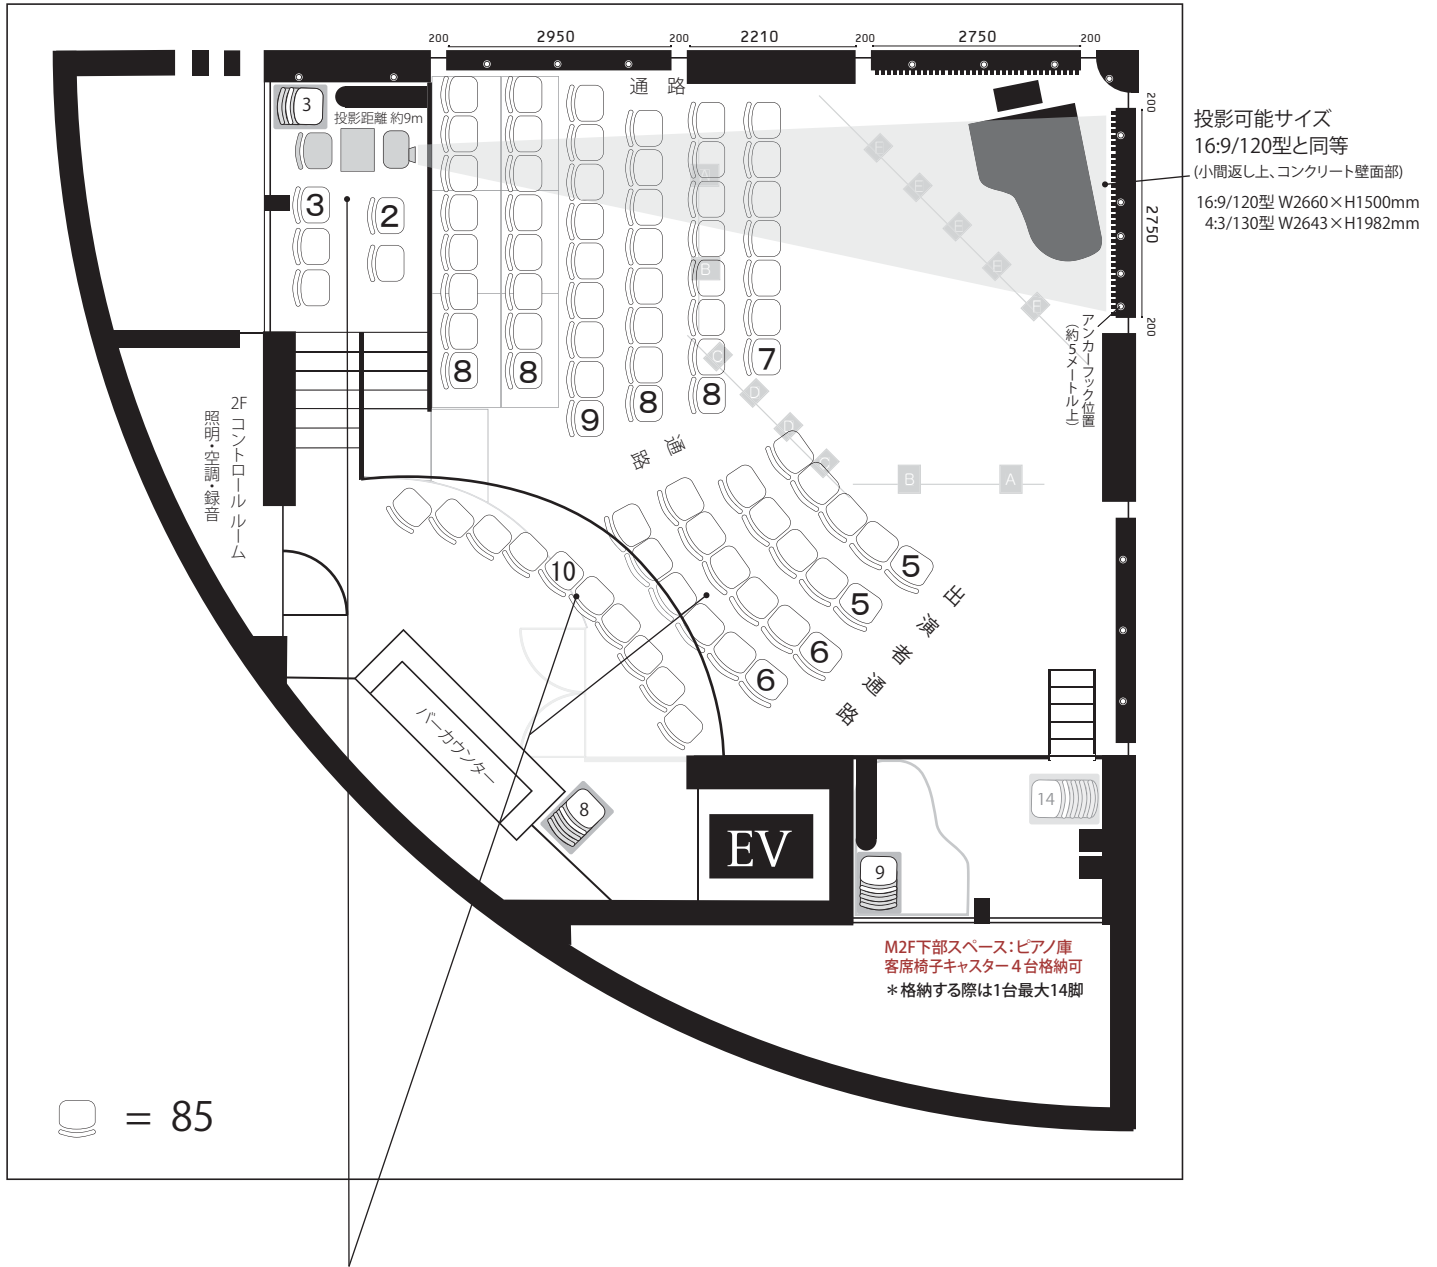 200
2950
200
2210
200
2750
200
通 路
3
投影距離 約9m
200
投影可能サイズ
16:9/120型と同等
(小間返し上、コンクリート壁面部)
16:9/120型 W2660×H1500mm
4:3/130型 W2643×H1982mm
2750
200
アンカーフック位置
(約5メートル上)
F
E
E
E
F
A
B
C
D
D
C
B
A
3
2
8
8
9
8
8
7
通路
2F コントロール ルーム
照明・空調・録音
10
6
6
5
5
出演者通路
バーカウンター
8
EV
14
9
M2F下部スペース：ピアノ庫
客席椅子キャスター４台格納可
＊格納する際は1台最大14脚
= 85